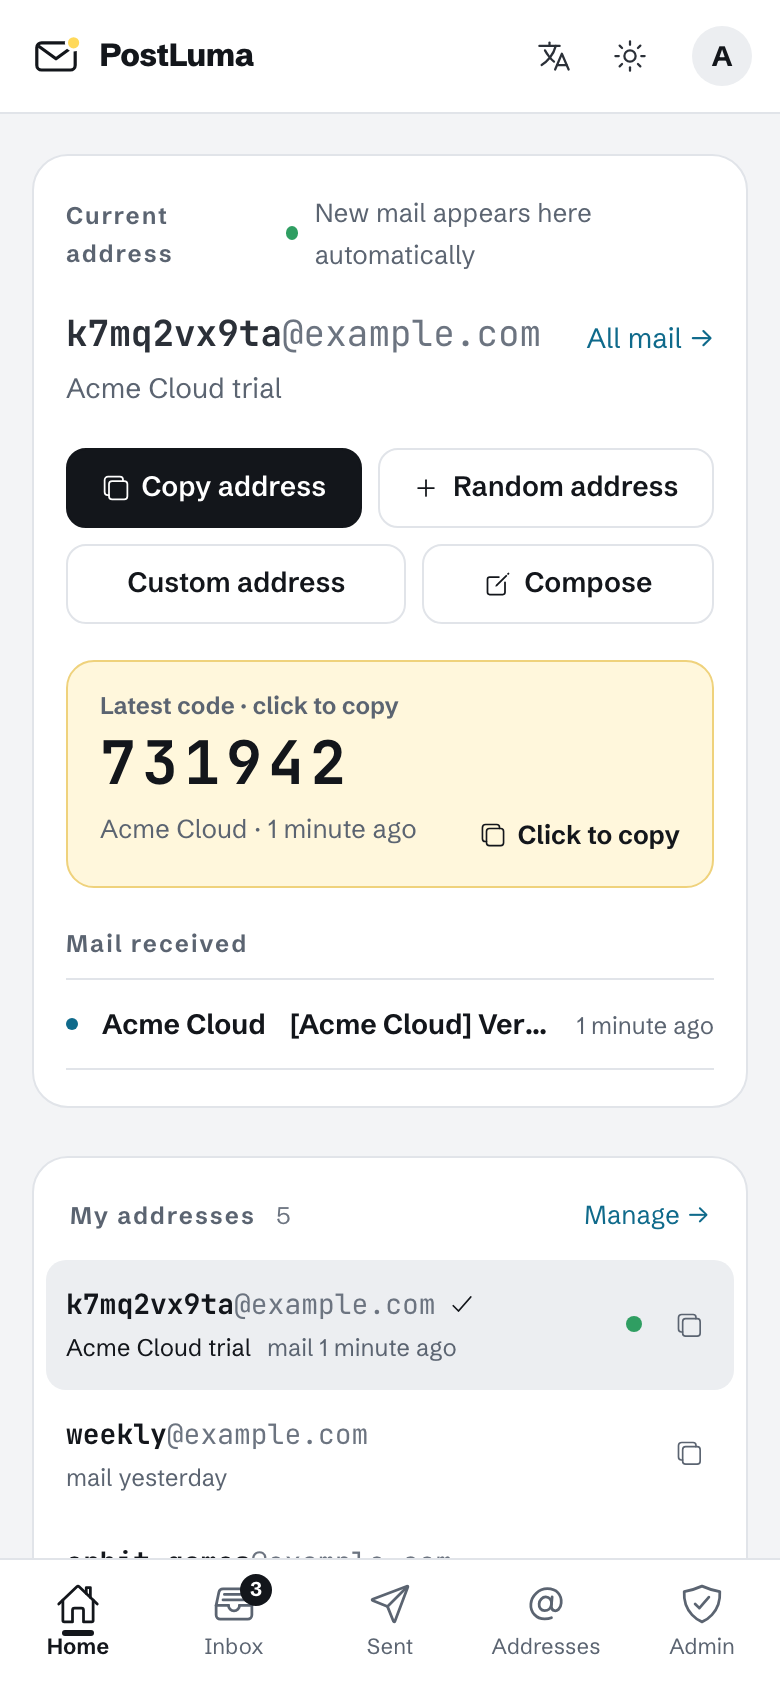 PostLuma
A
Current
address
New mail appears here
automatically
k7mq2vx9ta@example.com
All mail →
Acme Cloud trial
Copy address
Random address
Custom address
Compose
Latest code · click to copy
731942
Acme Cloud · 1 minute ago
Click to copy
Mail received
Acme Cloud [Acme Cloud] Ver... 1 minute ago
My addresses 5
Manage →
k7mq2vx9ta@example.com
Acme Cloud trial mail 1 minute ago
weekly@example.com
mail yesterday
3
Home
Inbox
Sent
Addresses
Admin